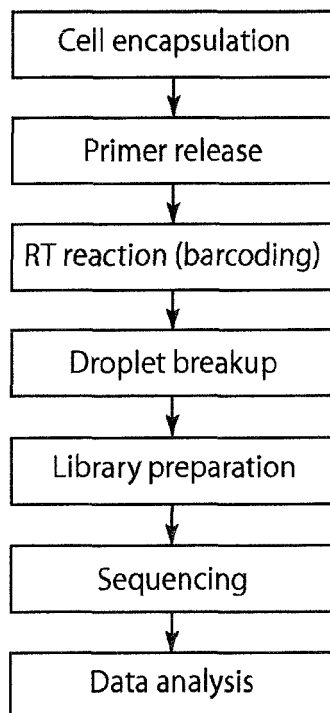 Cell encapsulation
Primer release
RT reaction (barcoding)
Droplet breakup
Library preparation
Sequencing
Data analysis